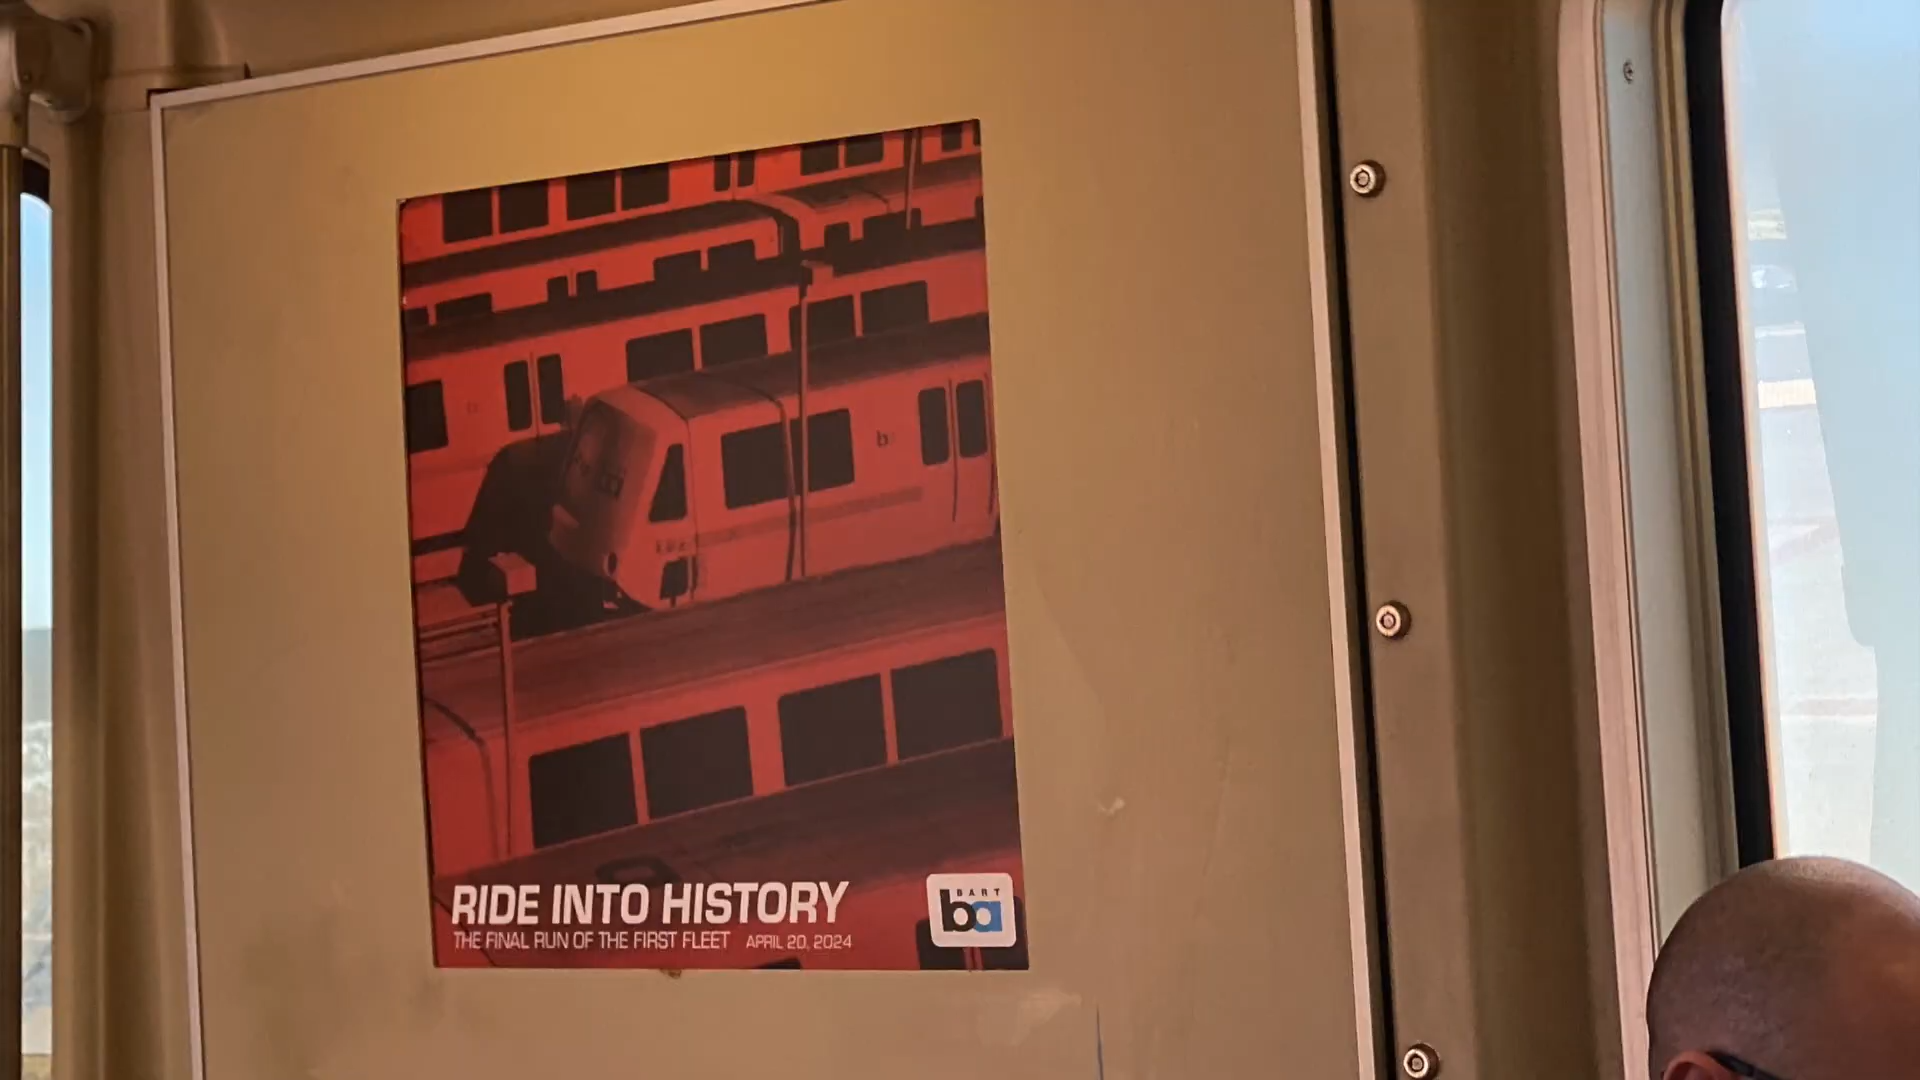 RIDE INTO HISTORY
THE FINAL RUN OF THE FIRST FLEET APRIL 20, 2024
BART
ba
b